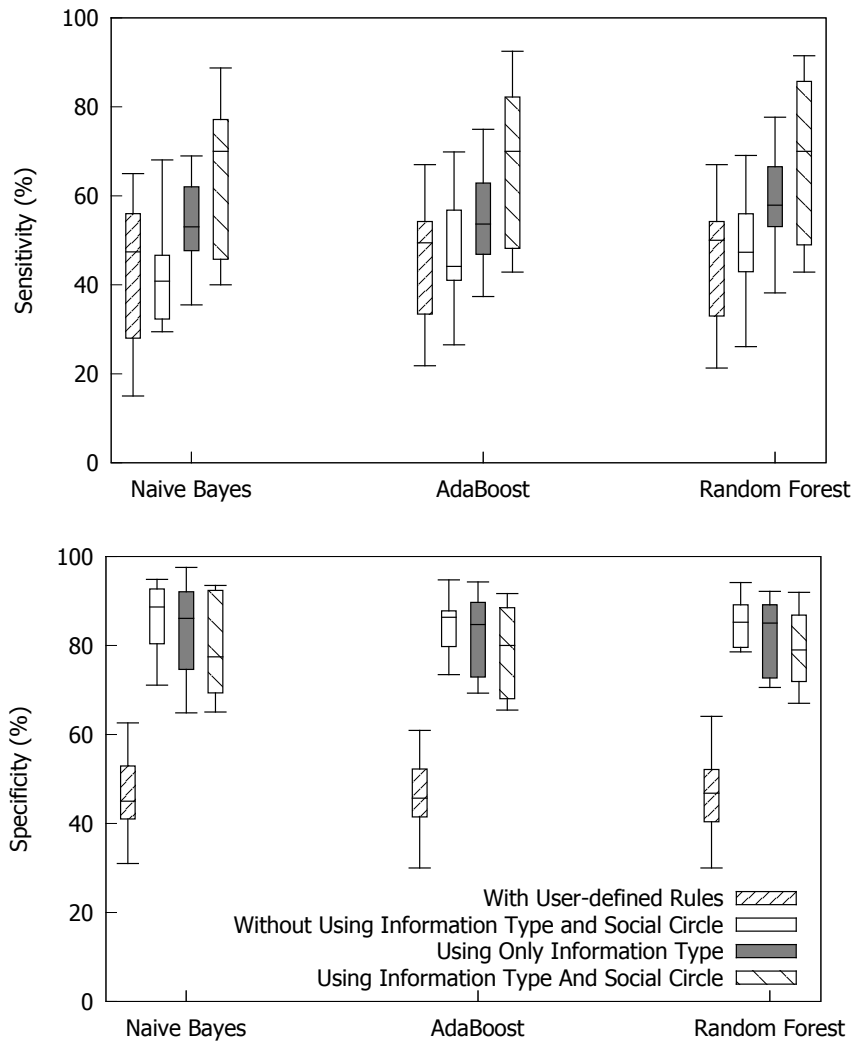 100
80
60
40
20
0
Sensitivity (%)
Naive Bayes AdaBoost Random Forest
100
80
60
40
20
0
Specificity (%)
With User-defined Rules
Without Using Information Type and Social Circle
Using Only Information Type
Using Information Type And Social Circle
Naive Bayes AdaBoost Random Forest